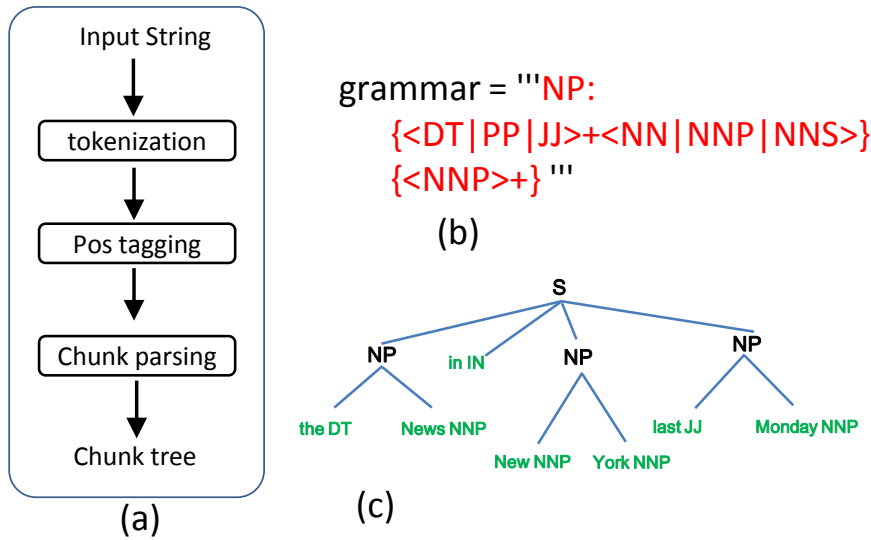 Input String
tokenization
Pos tagging
Chunk parsing
Chunk tree
(a)
grammar = '''NP:
{<DT|PP|JJ>+<NN|NNP|NNS>}
{<NNP>+} '''
(b)
S
NP
in IN
NP
NP
the DT
News NNP
New NNP
York NNP
last JJ
Monday NNP
(c)